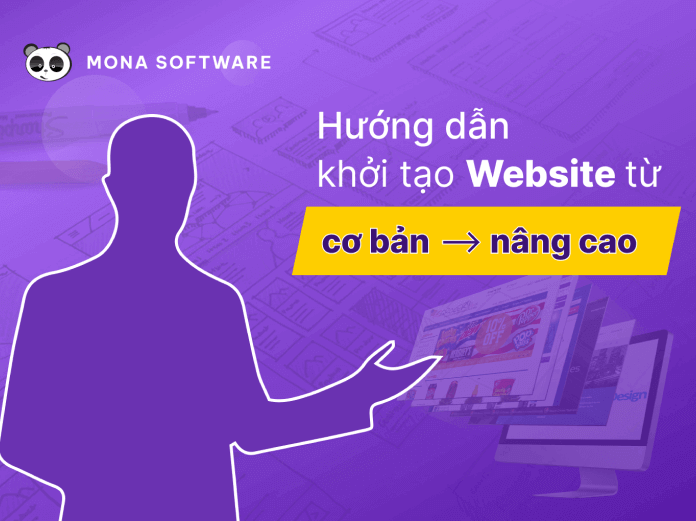 MONA SOFTWARE
Hướng dẫn
khởi tạo Website từ
cơ bản → nâng cao